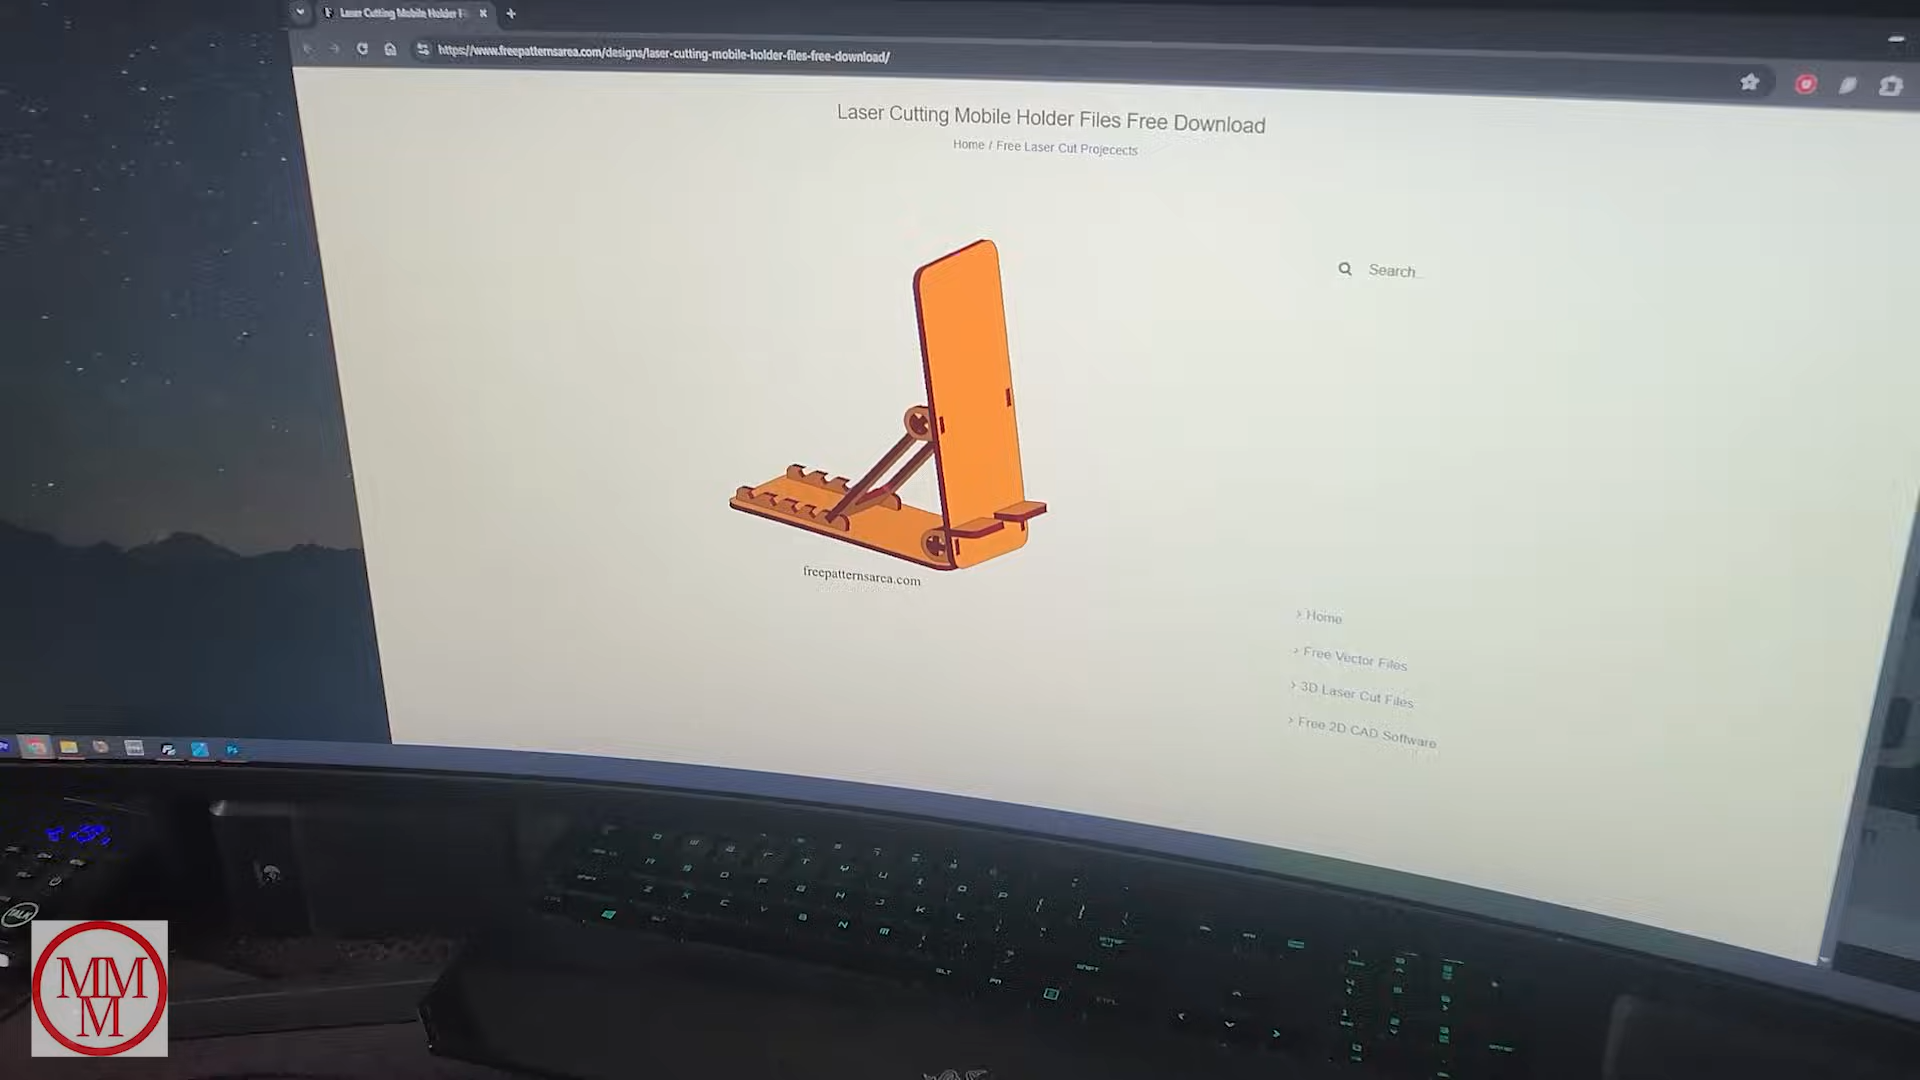 Laser Cutting Mobile Holder F
https://www.freepatternsarea.com/designs/laser-cutting-mobile-holder-files-free-download/
Laser Cutting Mobile Holder Files Free Download
Home / Free Laser Cut Projecects
Search...
freepatternsarea.com
> Home
> Free Vector Files
> 3D Laser Cut Files
> Free 2D CAD Software
TALK
MM
M